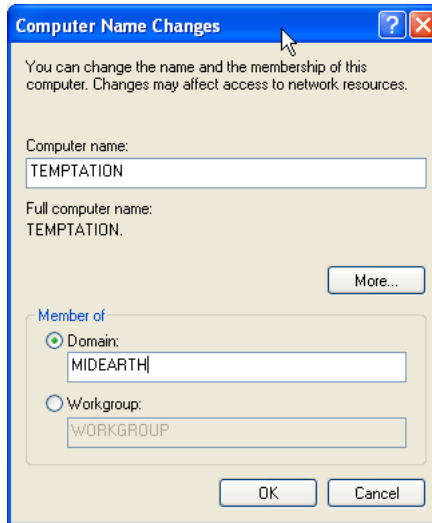 Computer Name Changes
You can change the name and the membership of this
computer. Changes may affect access to network resources.
Computer name:
TEMPTATION
Full computer name:
TEMPTATION.
More...
Member of
Domain:
MIDEARTH
Workgroup:
WORKGROUP
OK Cancel